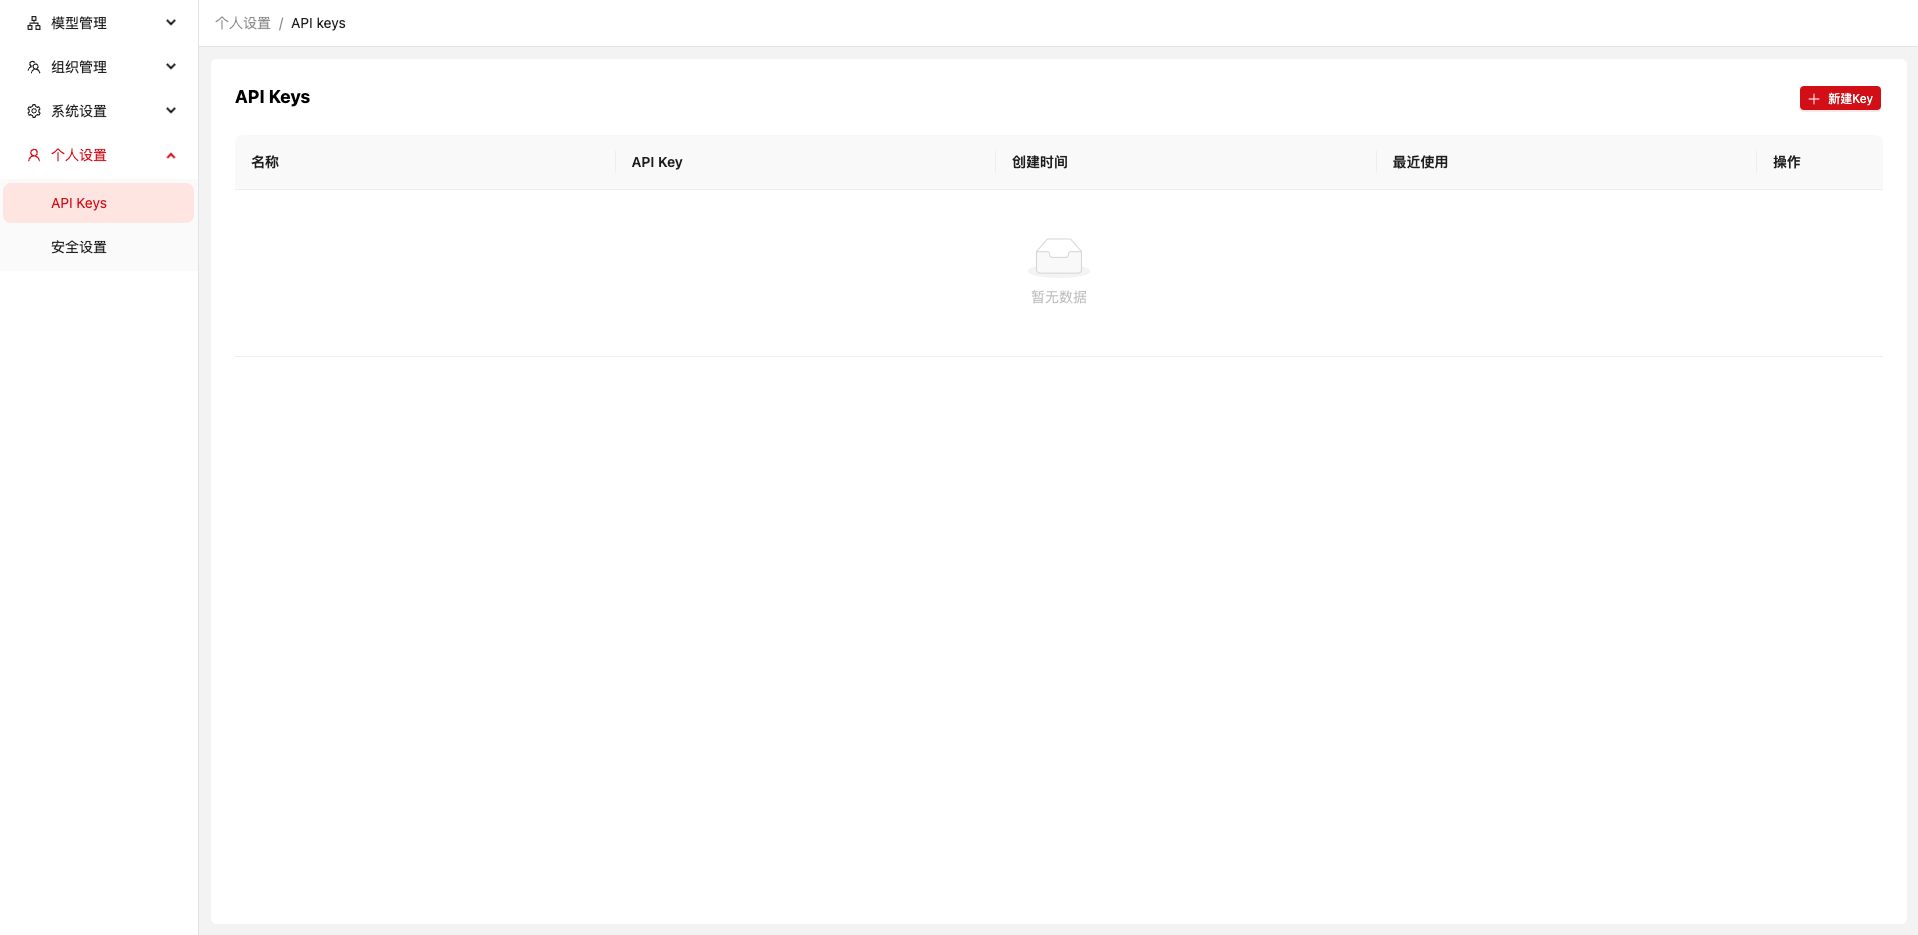 模型管理
组织管理
系统设置
个人设置
API Keys
安全设置
个人设置 / API keys
API Keys
新建Key
名称 API Key 创建时间 最近使用 操作
暂无数据